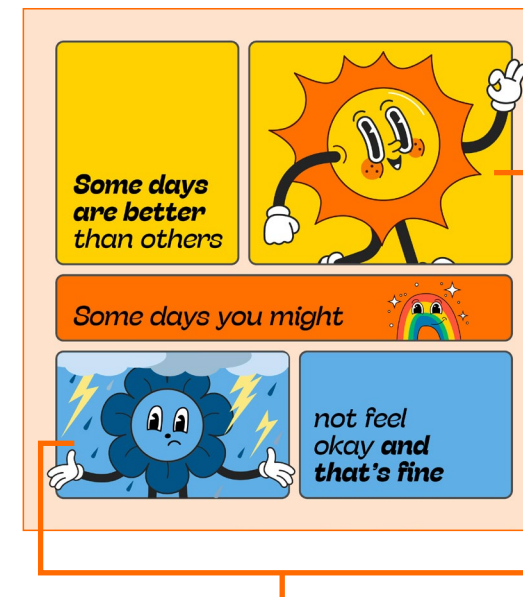 Some days
are better
than others
Some days you might
not feel
okay and
that's fine